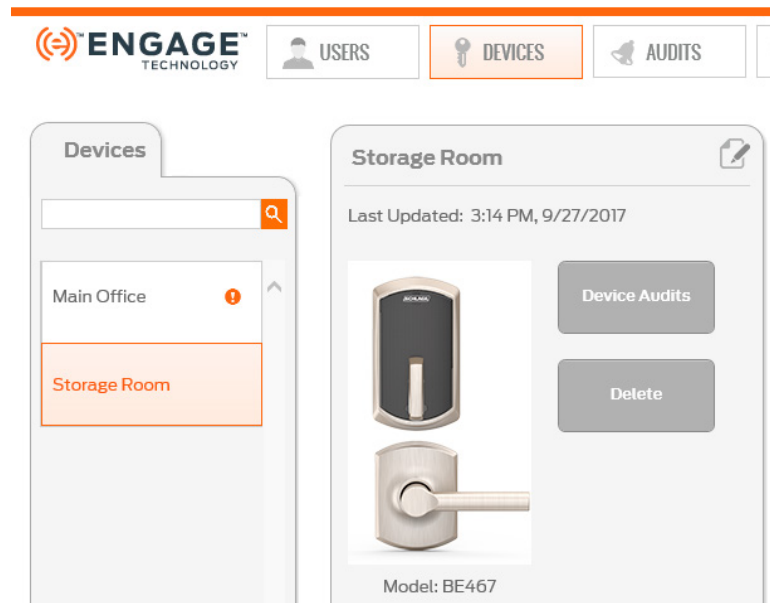 ENGAGE™
TECHNOLOGY
USERS
DEVICES
AUDITS
Devices
Storage Room
Last Updated: 3:14 PM, 9/27/2017
Main Office
Storage Room
SCHLAGE
Device Audits
Delete
Model: BE467